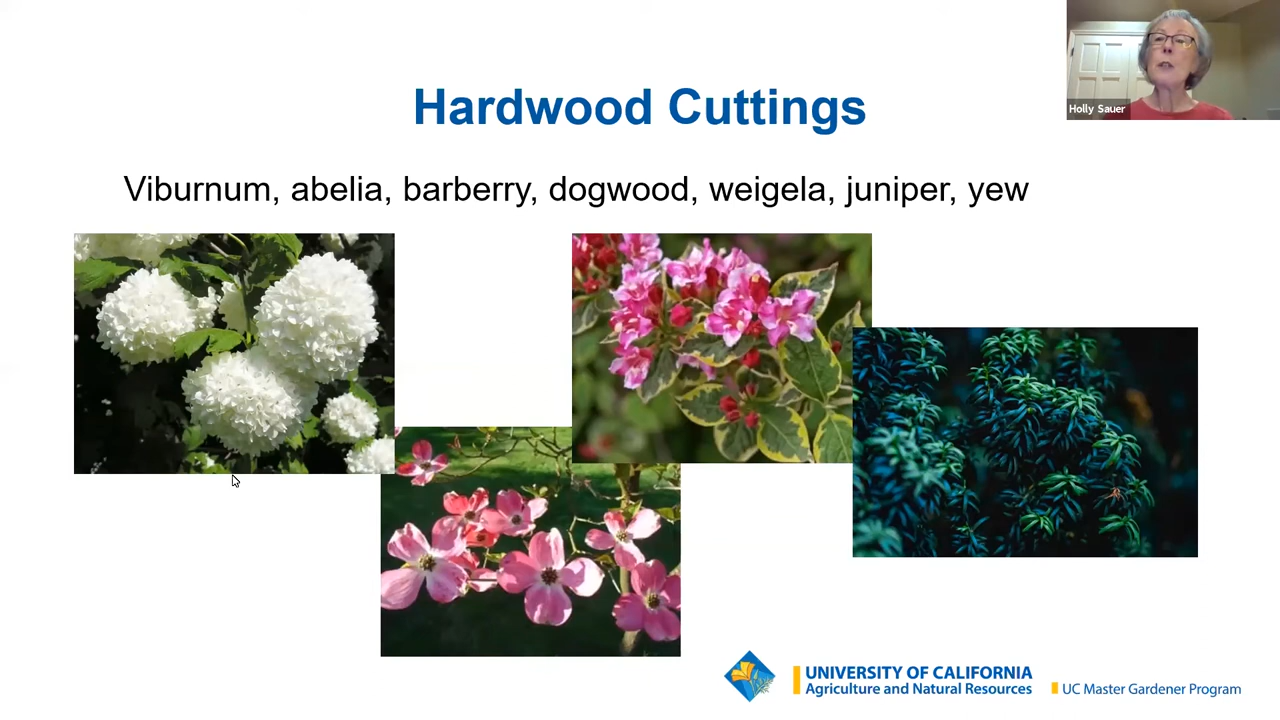 Holly Sauer
Hardwood Cuttings
Viburnum, abelia, barberry, dogwood, weigela, juniper, yew
UNIVERSITY OF CALIFORNIA
Agriculture and Natural Resources
UC Master Gardener Program